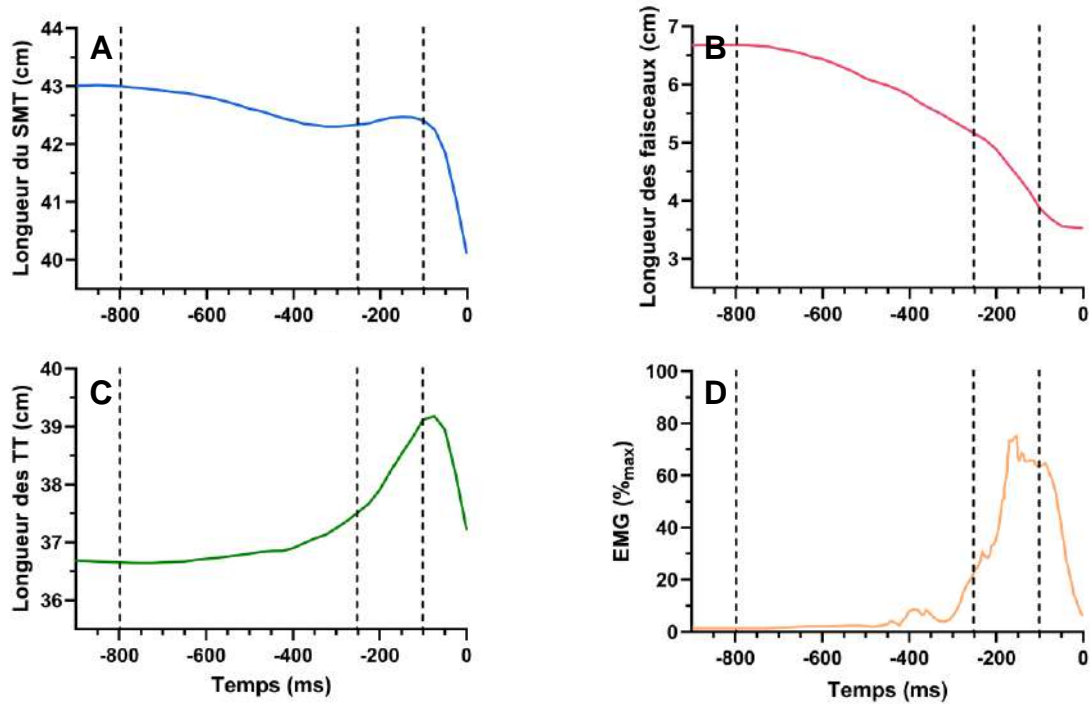 A
Longueur du SMT (cm)
44
43
42
41
40
-800 -600 -400 -200 0
B
Longueur des faisceaux (cm)
7
6
5
4
3
-800 -600 -400 -200 0
C
Longueur des TT (cm)
40
39
38
37
36
-800 -600 -400 -200 0
Temps (ms)
D
EMG (%max)
100
80
60
40
20
0
-800 -600 -400 -200 0
Temps (ms)